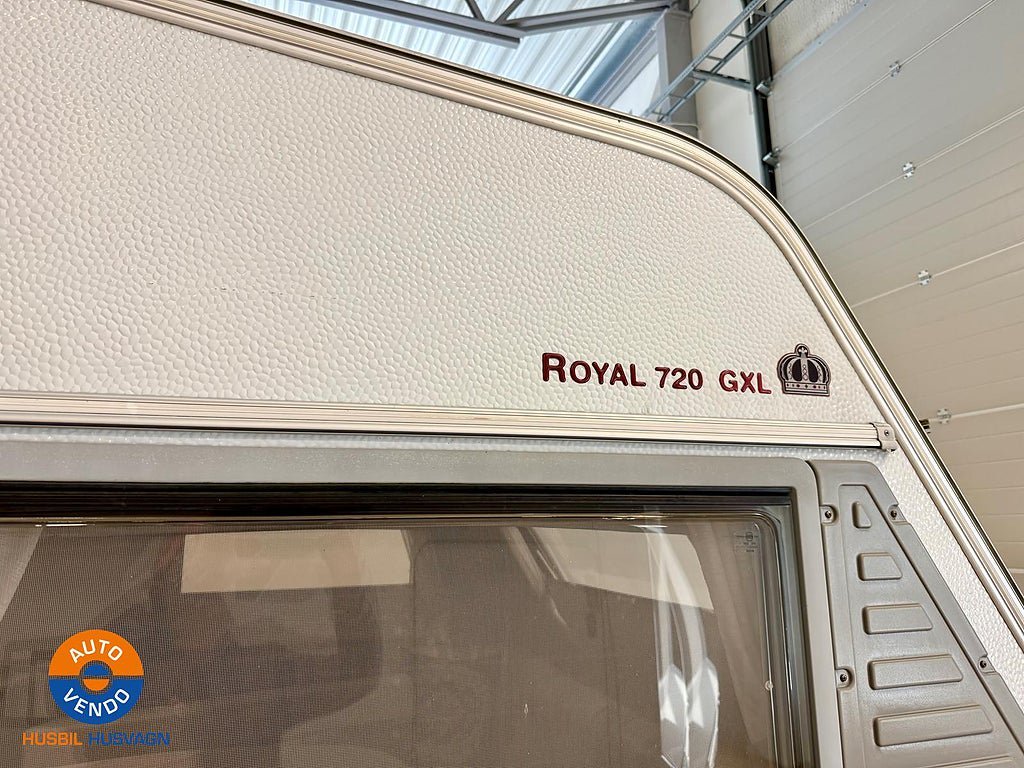 ROYAL 720 GXL
AUTO
VENDO
HUSBIL HUSVAGN